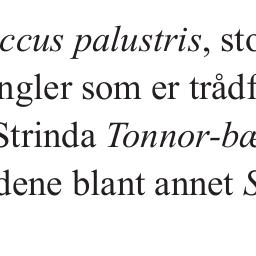 ccus palustris, sto
ngler som er trådf
Strinda Tonnor-bæ
dene blant annet S